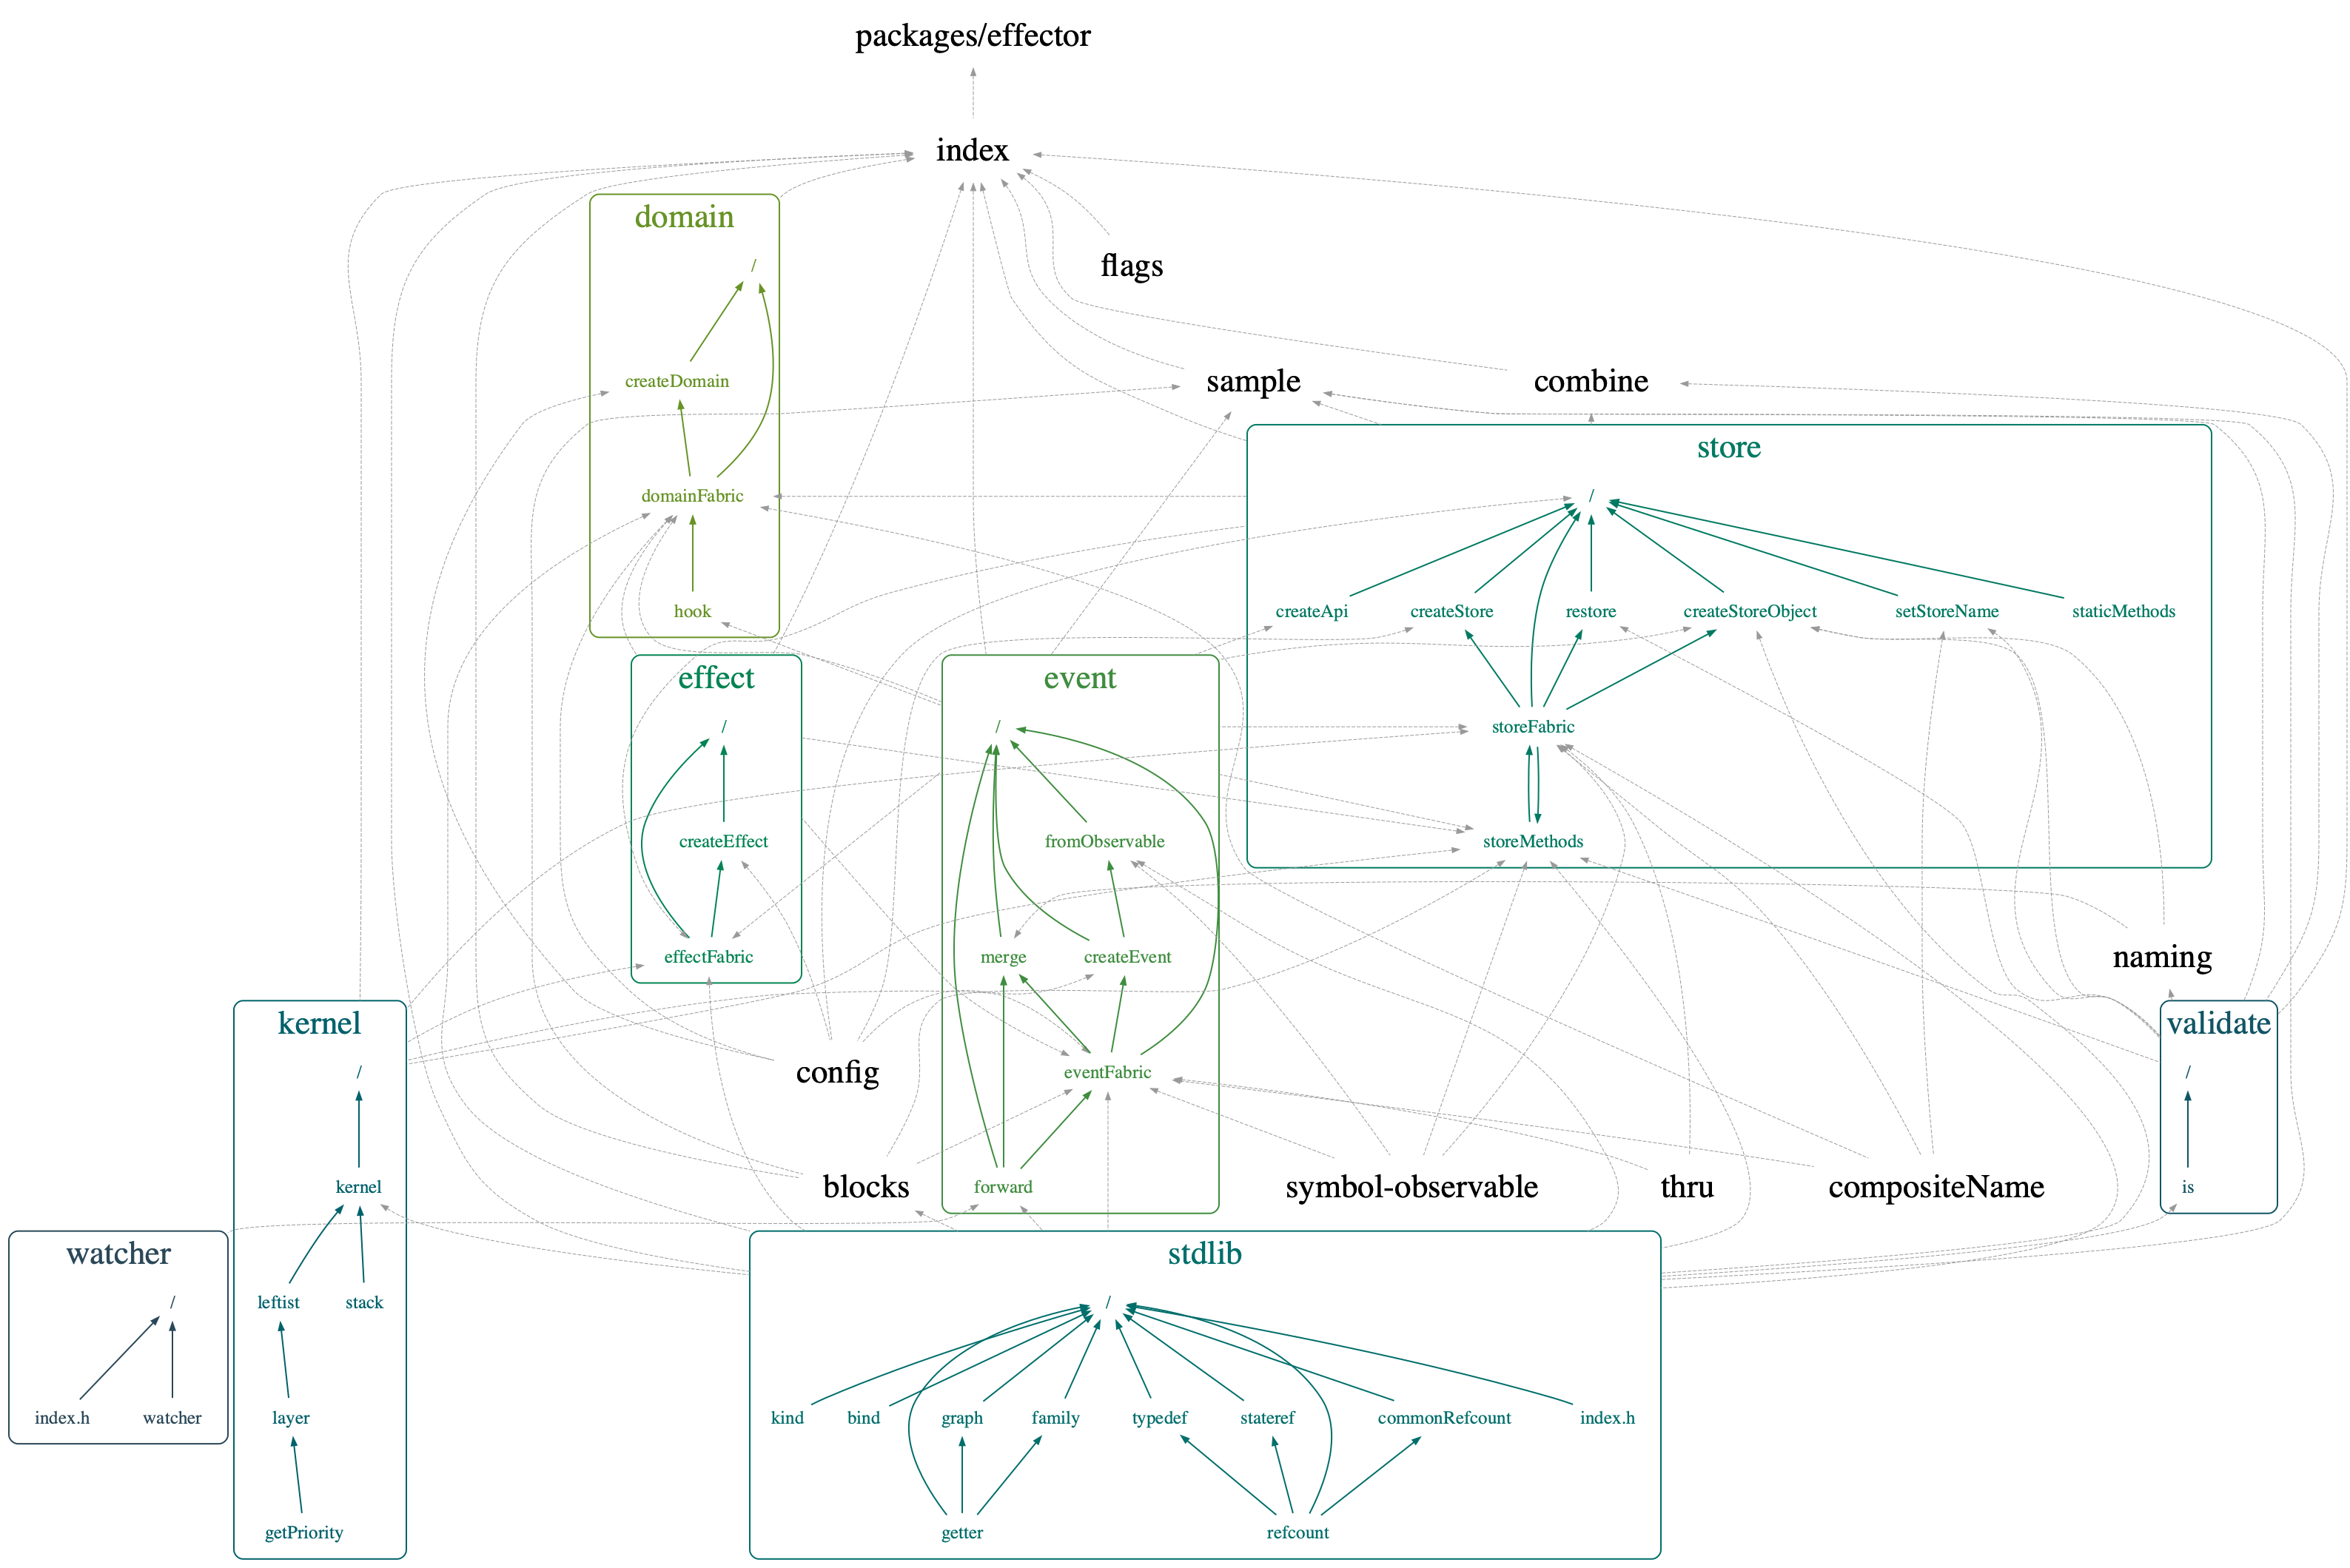 packages/effector
index
domain
/
flags
createDomain
sample
combine
store
domainFabric
/
hook
createApi
createStore
restore
createStoreObject
setStoreName
staticMethods
effect
event
/
/
storeFabric
createEffect
fromObservable
storeMethods
effectFabric
merge
createEvent
naming
kernel
validate
/
config
eventFabric
/
kernel
blocks
forward
symbol-observable
thru
compositeName
is
watcher
stdlib
/
leftist
stack
/
index.h
watcher
layer
kind
bind
graph
family
typedef
stateref
commonRefcount
index.h
getPriority
getter
refcount